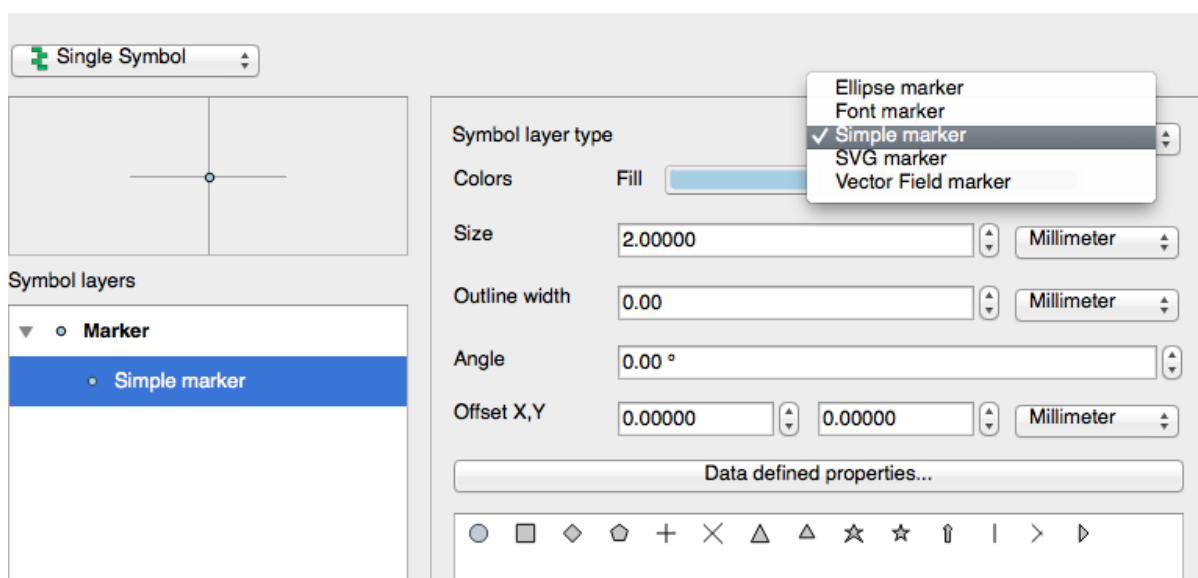 Single Symbol
Symbol layers
Marker
Simple marker
Symbol layer type
Ellipse marker
Font marker
✓ Simple marker
SVG marker
Vector Field marker
Colors Fill
Size 2.00000 Millimeter
Outline width 0.00 Millimeter
Angle 0.00 °
Offset X,Y 0.00000 0.00000 Millimeter
Data defined properties...